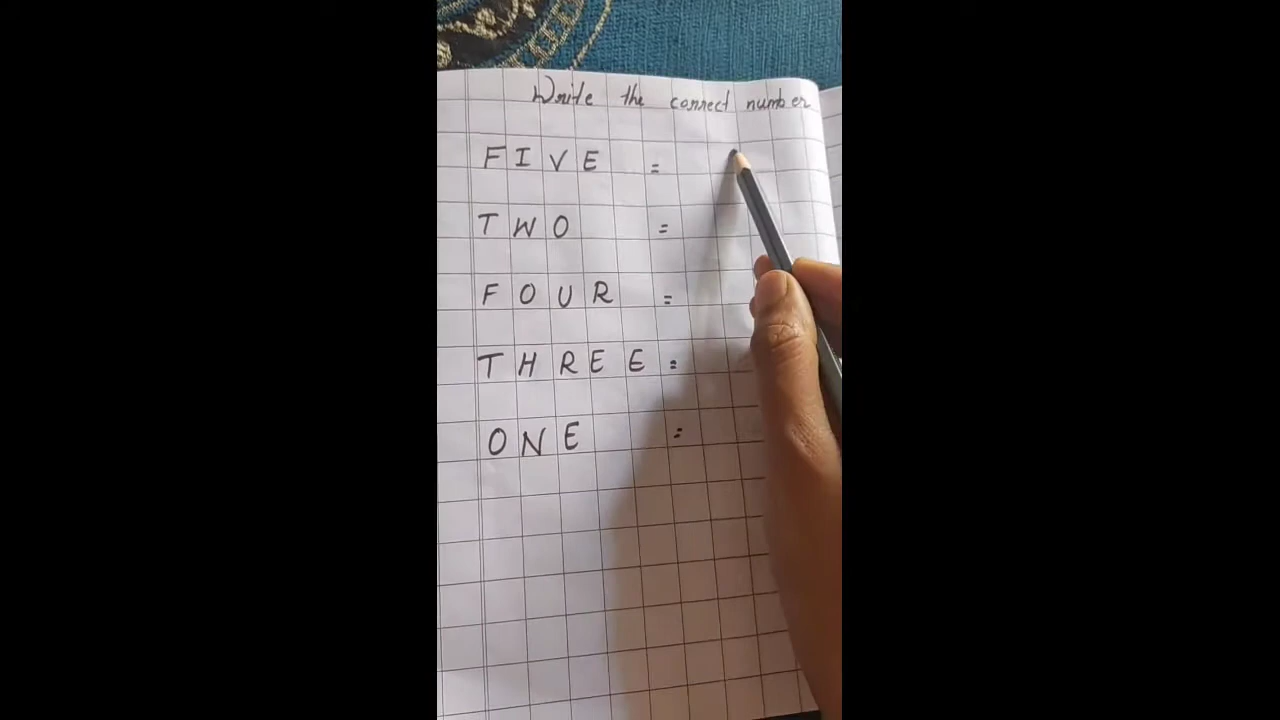 Write the correct number
FIVE =
TWO =
FOUR =
THREE =
ONE =